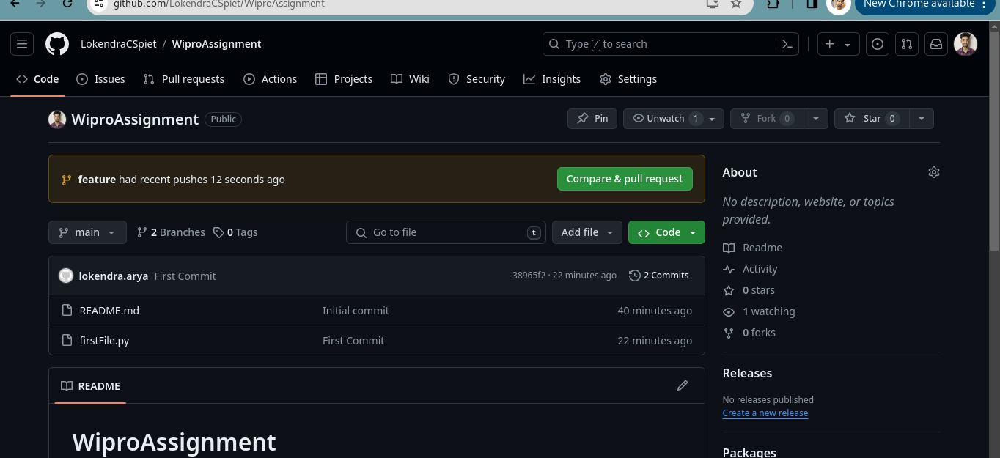 github.com/LokendraCSpiet/WiproAssignment
New Chrome available
LokendraCSpiet / WiproAssignment
Type / to search
Code Issues Pull requests Actions Projects Wiki Security Insights Settings
WiproAssignment Public
Pin Unwatch 1 Fork 0 Star 0
feature had recent pushes 12 seconds ago
Compare & pull request
main 2 Branches 0 Tags
Go to file t
Add file
Code
lokendra.arya First Commit 38965f2 · 22 minutes ago 2 Commits
README.md Initial commit 40 minutes ago
firstFile.py First Commit 22 minutes ago
README
WiproAssignment
About
No description, website, or topics
provided.
Readme
Activity
0 stars
1 watching
0 forks
Releases
No releases published
Create a new release
Packages